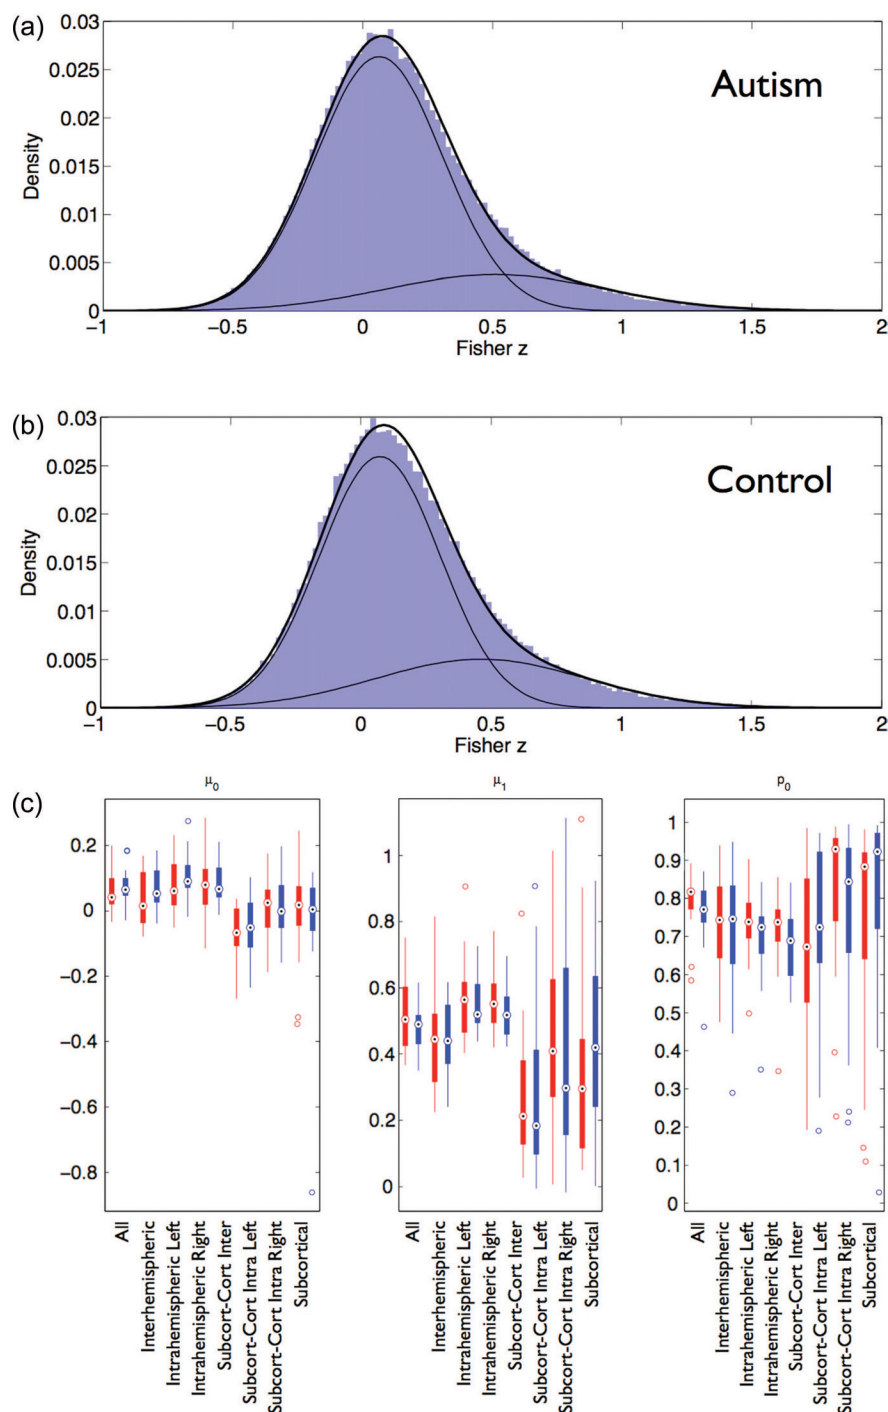 (a)
0.03
0.025
0.02
0.015
0.01
0.005
0
Density
Autism
−1
−0.5
0
0.5
1
1.5
2
Fisher z
(b)
0.03
0.025
0.02
0.015
0.01
0.005
0
Density
Control
−1
−0.5
0
0.5
1
1.5
2
Fisher z
(c)
μ0
0.2
0
−0.2
−0.4
−0.6
−0.8
All
Interhemispheric
Intrahemispheric Left
Intrahemispheric Right
Subcort-Cort Inter
Subcort-Cort Intra Left
Subcort-Cort Intra Right
Subcortical
μ1
1
0.8
0.6
0.4
0.2
0
All
Interhemispheric
Intrahemispheric Left
Intrahemispheric Right
Subcort-Cort Inter
Subcort-Cort Intra Left
Subcort-Cort Intra Right
Subcortical
p0
1
0.9
0.8
0.7
0.6
0.5
0.4
0.3
0.2
0.1
0
All
Interhemispheric
Intrahemispheric Left
Intrahemispheric Right
Subcort-Cort Inter
Subcort-Cort Intra Left
Subcort-Cort Intra Right
Subcortical